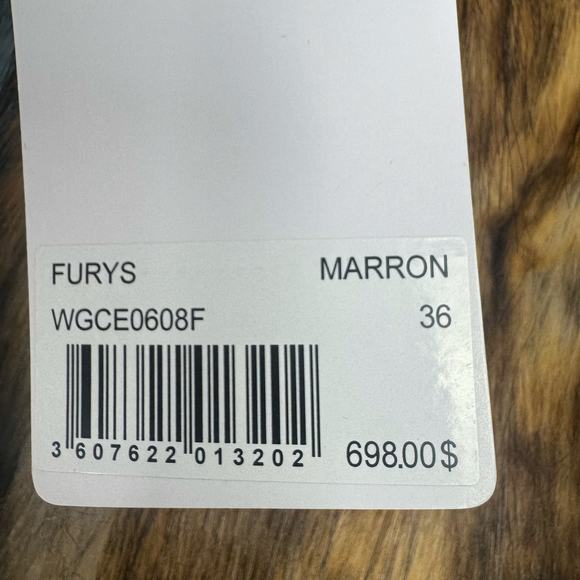 FURYS MARRON
WGCE0608F 36
3 607622 013202 698.00$